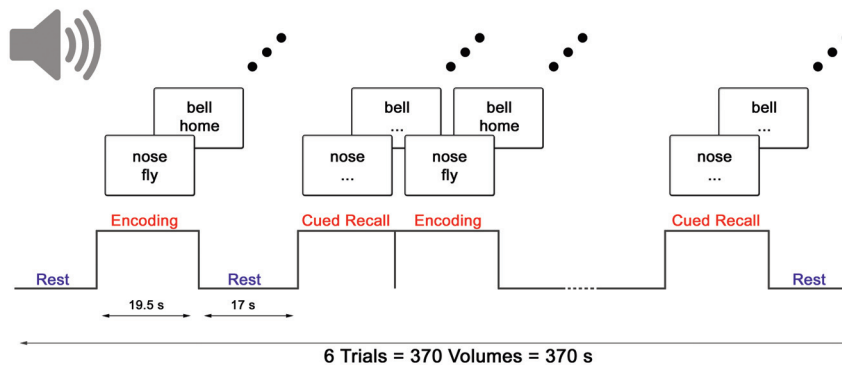 bell
home
nose
fly
bell
...
nose
...
bell
home
nose
fly
bell
...
nose
...
Encoding
Cued Recall
Encoding
Cued Recall
Rest
Rest
Rest
19.5 s
17 s
6 Trials = 370 Volumes = 370 s